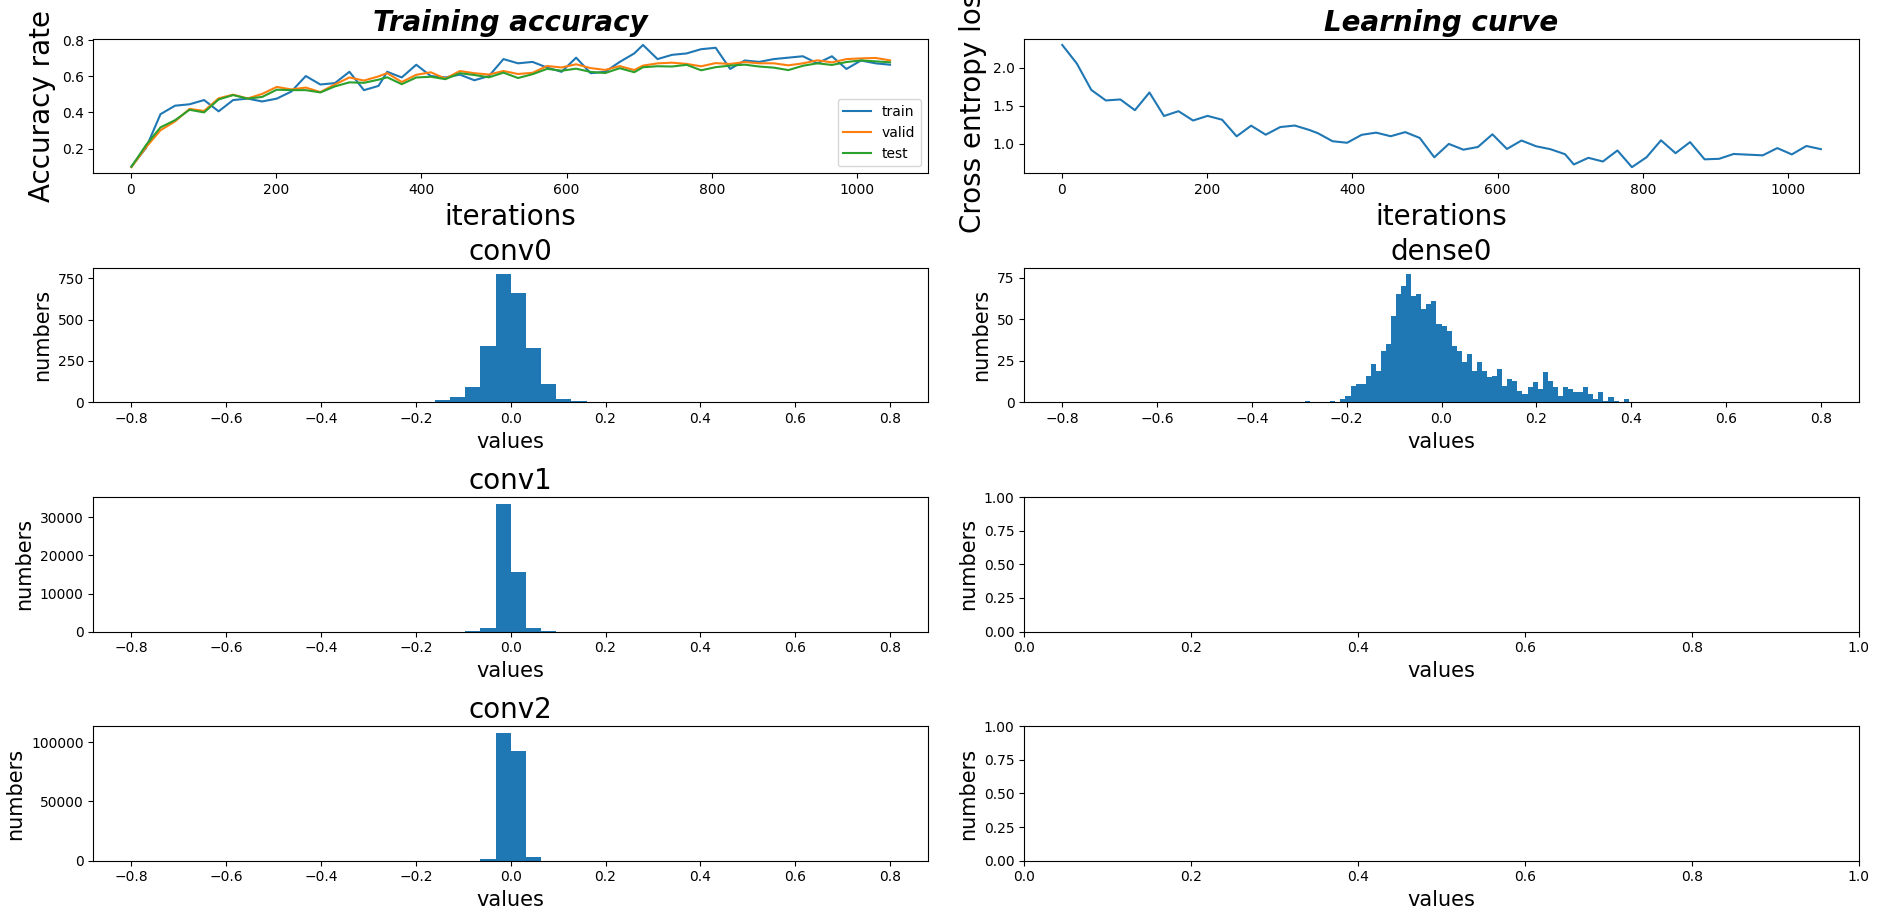 Training accuracy
Accuracy rate
0.8
0.6
0.4
0.2
train
valid
test
0 200 400 600 800 1000
iterations
Learning curve
Cross entropy los
2.0
1.5
1.0
0 200 400 600 800 1000
iterations
conv0
numbers
750
500
250
0
−0.8 −0.6 −0.4 −0.2 0.0 0.2 0.4 0.6 0.8
values
dense0
numbers
75
50
25
0
−0.8 −0.6 −0.4 −0.2 0.0 0.2 0.4 0.6 0.8
values
conv1
numbers
30000
20000
10000
0
−0.8 −0.6 −0.4 −0.2 0.0 0.2 0.4 0.6 0.8
values
numbers
1.00
0.75
0.50
0.25
0.00
0.0 0.2 0.4 0.6 0.8 1.0
values
conv2
numbers
100000
50000
0
−0.8 −0.6 −0.4 −0.2 0.0 0.2 0.4 0.6 0.8
values
numbers
1.00
0.75
0.50
0.25
0.00
0.0 0.2 0.4 0.6 0.8 1.0
values